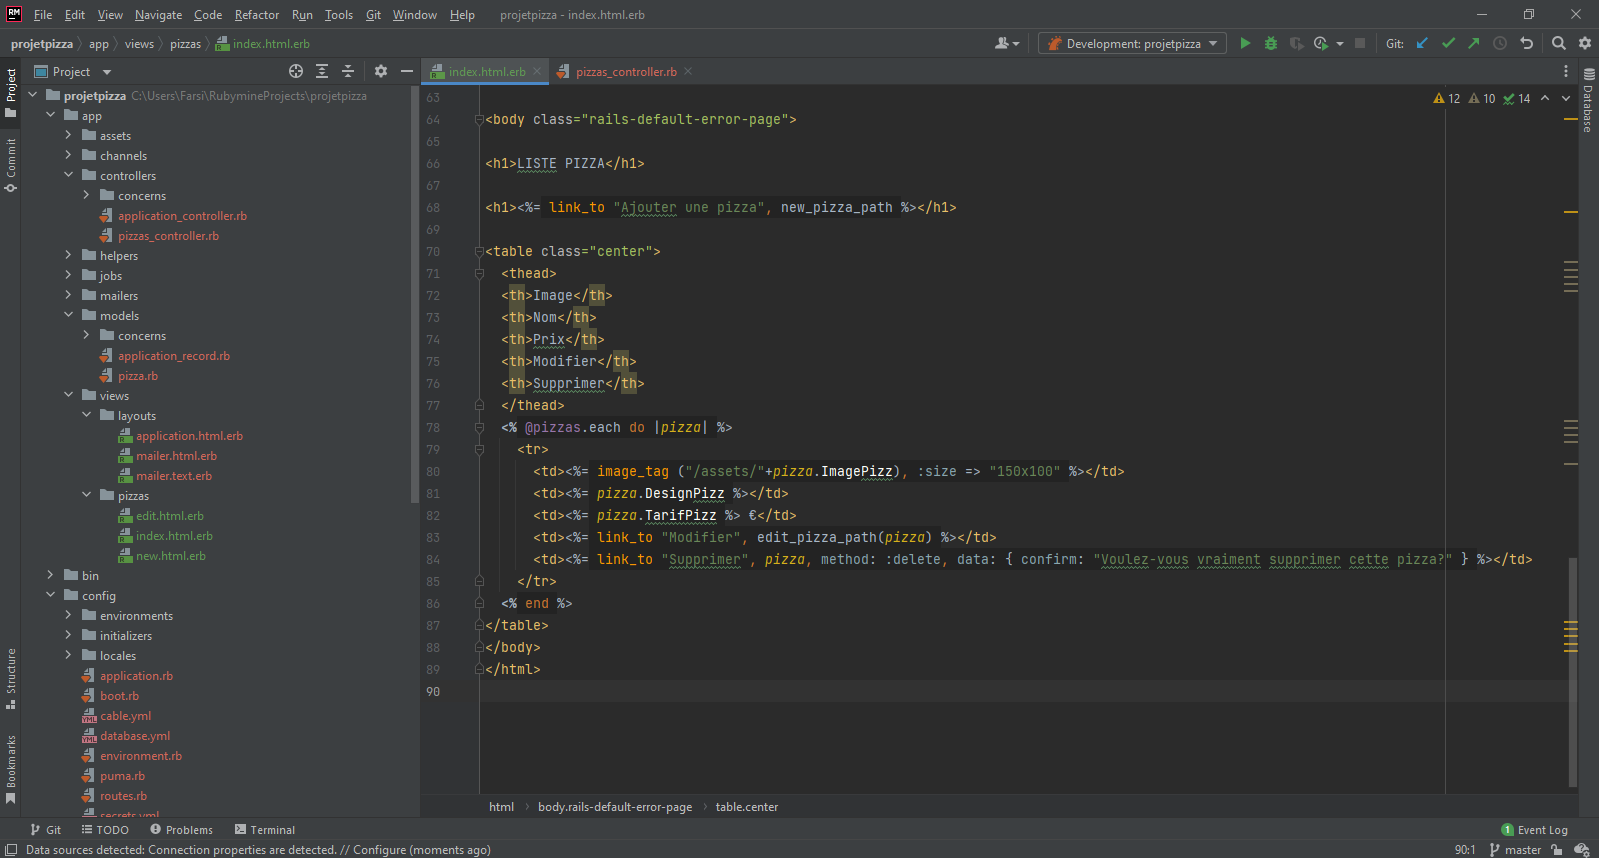 RM File Edit View Navigate Code Refactor Run Tools Git Window Help projetpizza - index.html.erb
projetpizza app views pizzas index.html.erb Development: projetpizza Git:
Project
Commit
Structure
Bookmarks
Project
projetpizza C:\Users\Farsi\RubymineProjects\projetpizza
app
assets
channels
controllers
concerns
application_controller.rb
pizzas_controller.rb
helpers
jobs
mailers
models
concerns
application_record.rb
pizza.rb
views
layouts
application.html.erb
mailer.html.erb
mailer.text.erb
pizzas
edit.html.erb
index.html.erb
new.html.erb
bin
config
environments
initializers
locales
application.rb
boot.rb
cable.yml
database.yml
environment.rb
puma.rb
routes.rb
secrets.yml
index.html.erb pizzas_controller.rb
12 10 14
Database
63
64 <body class="rails-default-error-page">
65
66 <h1>LISTE PIZZA</h1>
67
68 <h1><%= link_to "Ajouter une pizza", new_pizza_path %></h1>
69
70 <table class="center">
71 <thead>
72 <th>Image</th>
73 <th>Nom</th>
74 <th>Prix</th>
75 <th>Modifier</th>
76 <th>Supprimer</th>
77 </thead>
78 <% @pizzas.each do |pizza| %>
79 <tr>
80 <td><%= image_tag ("/assets/"+pizza.ImagePizz), :size => "150x100" %></td>
81 <td><%= pizza.DesignPizz %></td>
82 <td><%= pizza.TarifPizz %> €</td>
83 <td><%= link_to "Modifier", edit_pizza_path(pizza) %></td>
84 <td><%= link_to "Supprimer", pizza, method: :delete, data: { confirm: "Voulez-vous vraiment supprimer cette pizza?" } %></td>
85 </tr>
86 <% end %>
87 </table>
88 </body>
89 </html>
90
html body.rails-default-error-page table.center
Git TODO Problems Terminal 1 Event Log
Data sources detected: Connection properties are detected. // Configure (moments ago) 90:1 master